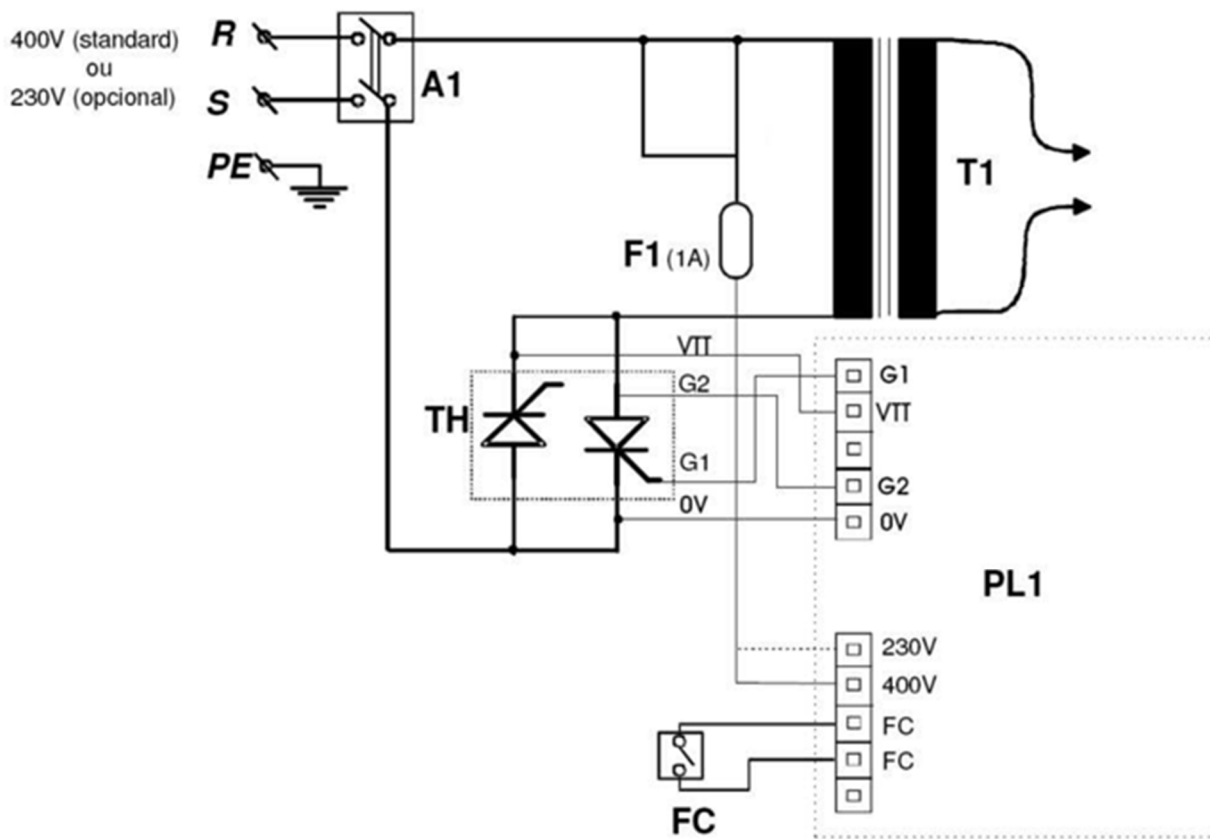 400V (standard)
ou
230V (opcional)
R
S
PE
A1
T1
F1 (1A)
VTT
G2
TH
G1
0V
G1
VTT
G2
0V
PL1
230V
400V
FC
FC
FC